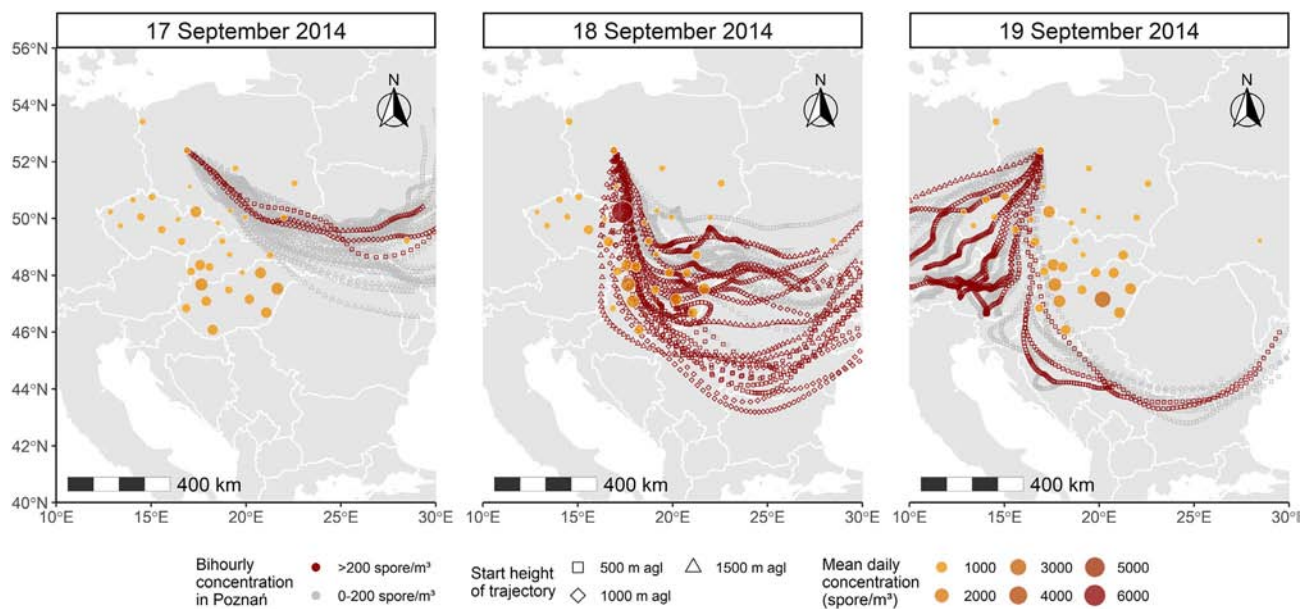 17 September 2014
18 September 2014
19 September 2014
56°N
54°N
52°N
50°N
48°N
46°N
44°N
42°N
40°N
N
N
N
400 km
400 km
400 km
10°E 15°E 20°E 25°E 30°E
10°E 15°E 20°E 25°E 30°E
10°E 15°E 20°E 25°E 30°E
Bihourly
concentration
in Poznań
>200 spore/m³
0-200 spore/m³
Start height
of trajectory
500 m agl
1500 m agl
1000 m agl
Mean daily
concentration
(spore/m³)
1000
3000
5000
2000
4000
6000